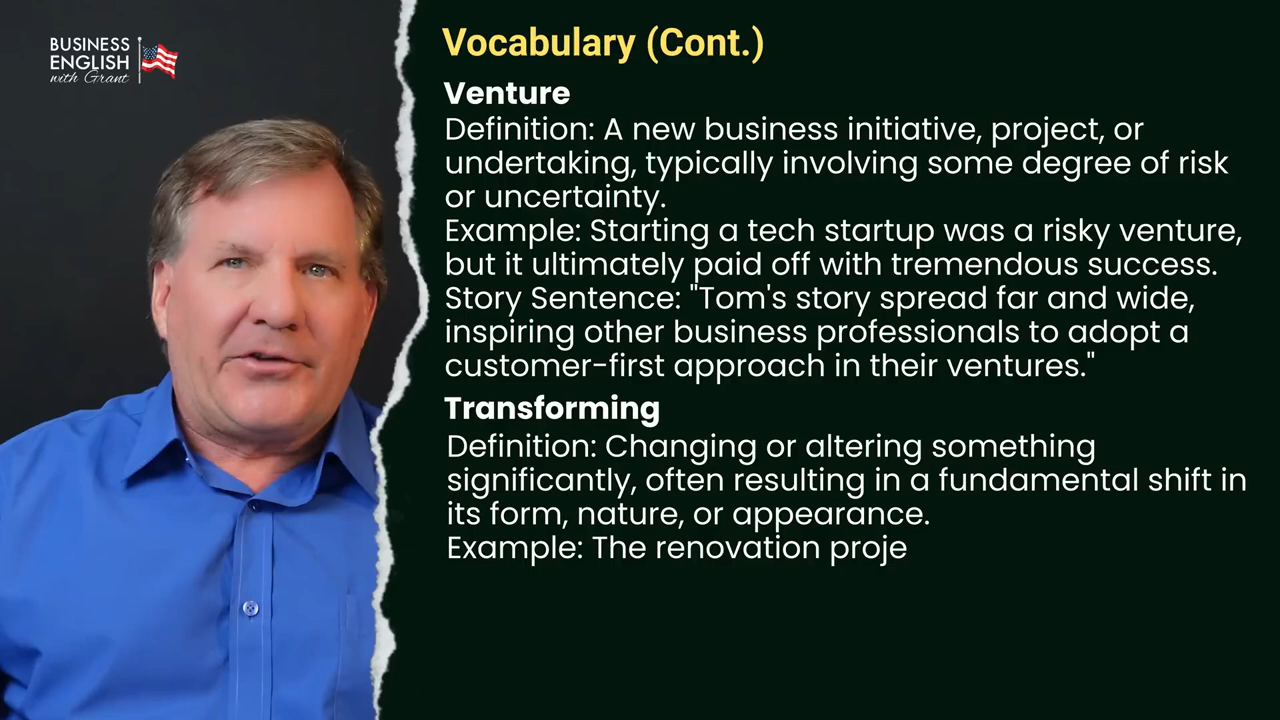 BUSINESS
ENGLISH
with Grant
Vocabulary (Cont.)
Venture
Definition: A new business initiative, project, or
undertaking, typically involving some degree of risk
or uncertainty.
Example: Starting a tech startup was a risky venture,
but it ultimately paid off with tremendous success.
Story Sentence: "Tom's story spread far and wide,
inspiring other business professionals to adopt a
customer-first approach in their ventures."
Transforming
Definition: Changing or altering something
significantly, often resulting in a fundamental shift in
its form, nature, or appearance.
Example: The renovation proje